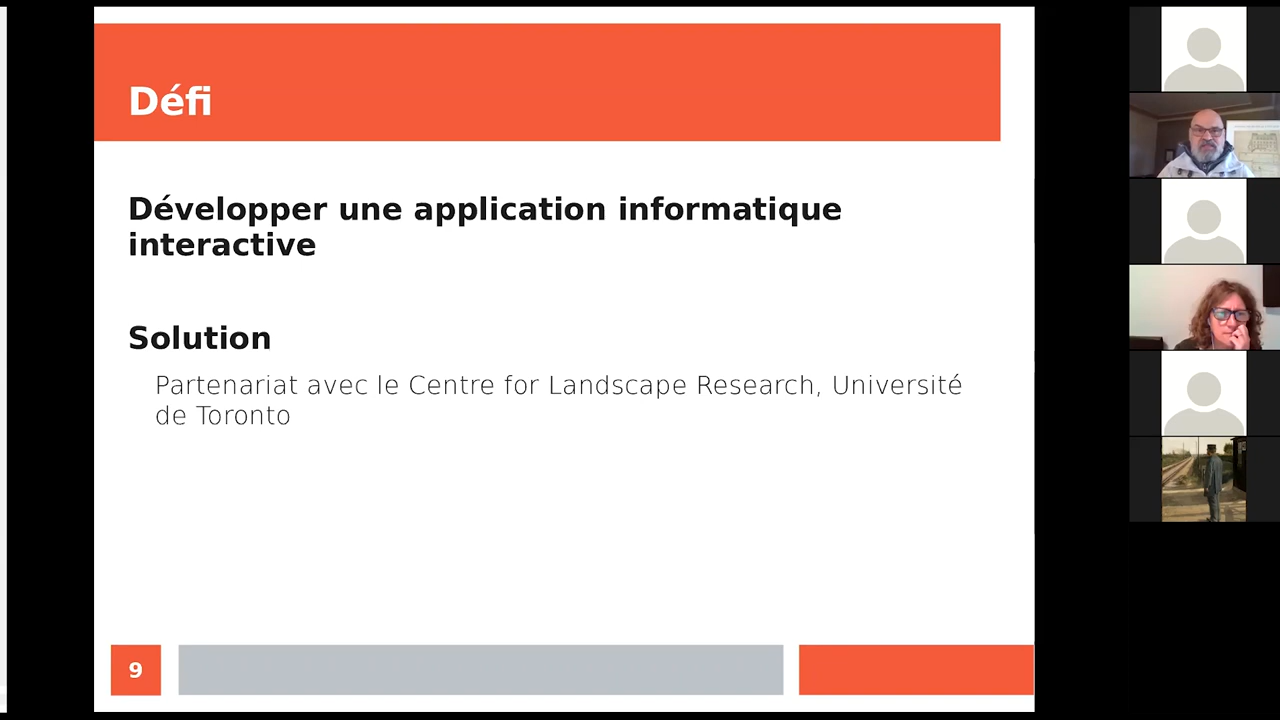 Défi
Développer une application informatique
interactive
Solution
Partenariat avec le Centre for Landscape Research, Université
de Toronto
9